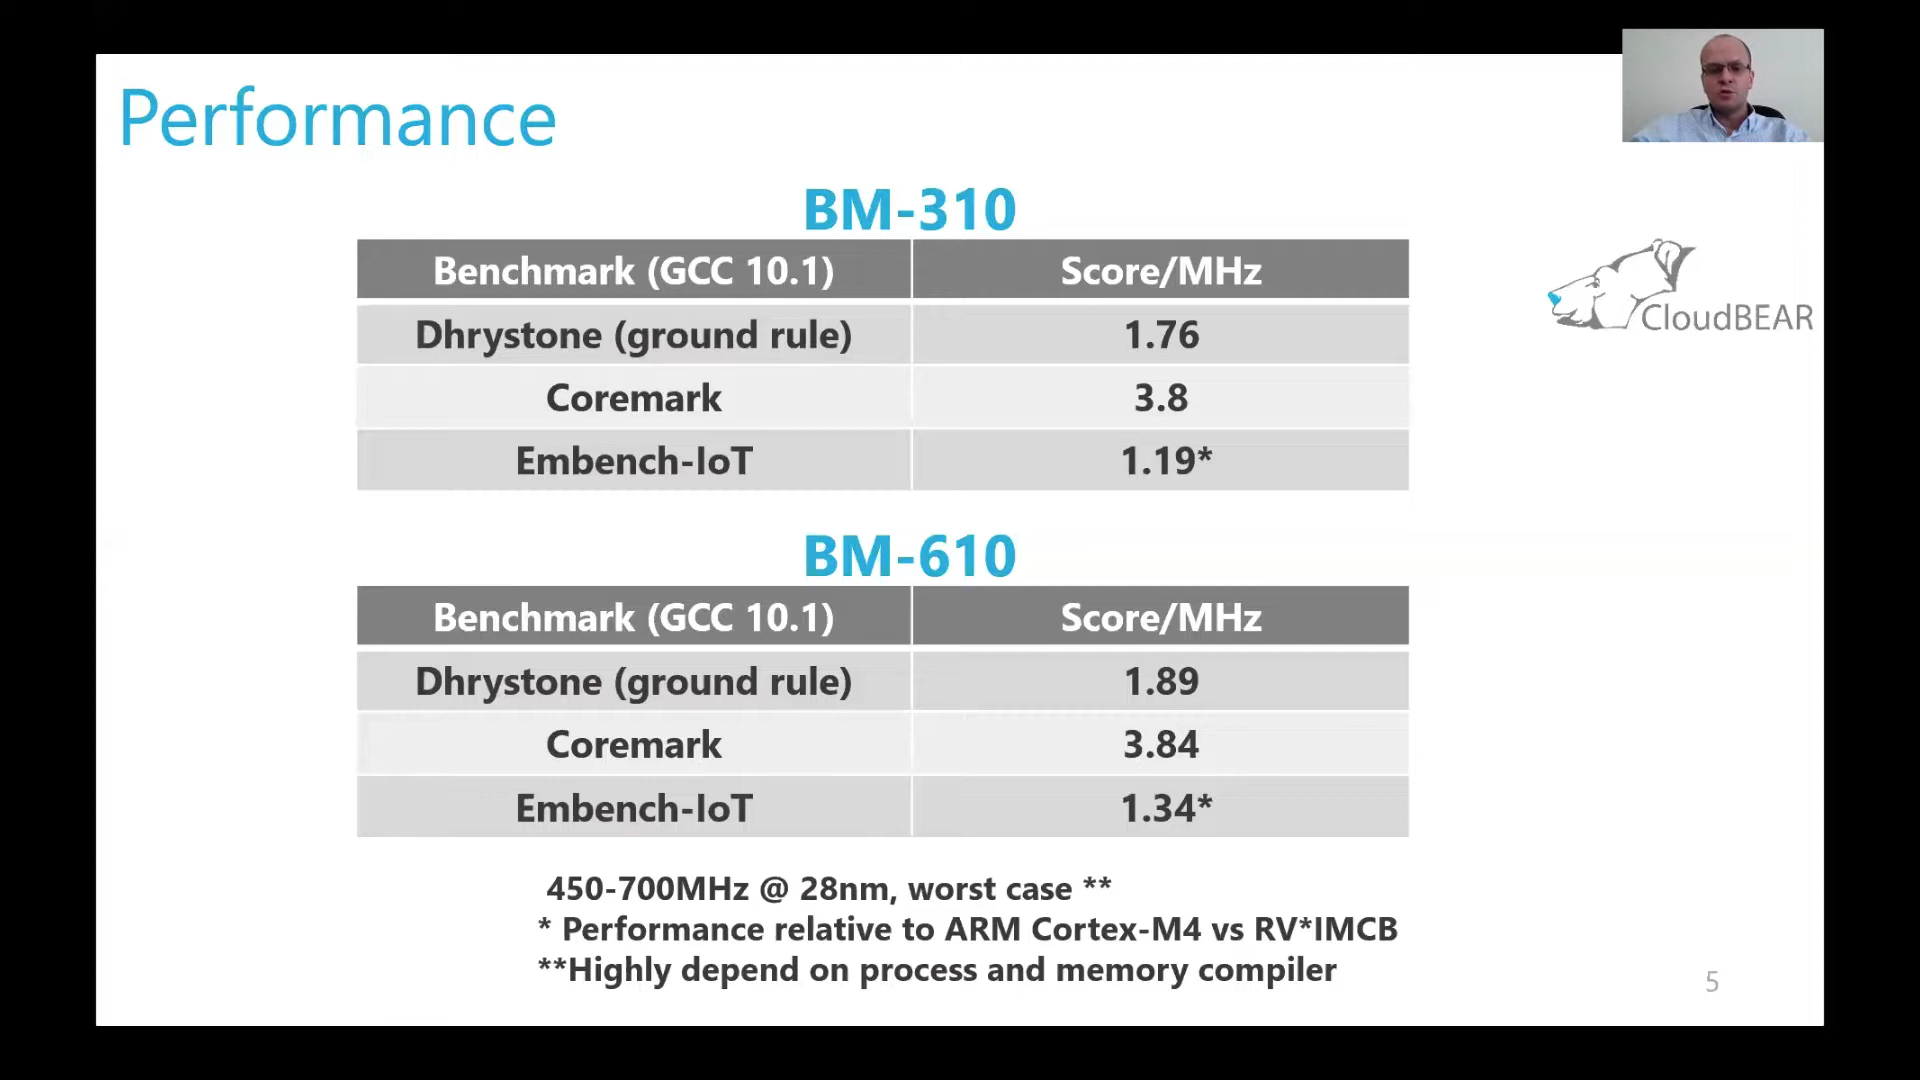 Performance
BM-310
Benchmark (GCC 10.1) Score/MHz
Dhrystone (ground rule) 1.76
Coremark 3.8
Embench-IoT 1.19*
CloudBEAR
BM-610
Benchmark (GCC 10.1) Score/MHz
Dhrystone (ground rule) 1.89
Coremark 3.84
Embench-IoT 1.34*
450-700MHz @ 28nm, worst case **
* Performance relative to ARM Cortex-M4 vs RV*IMCB
**Highly depend on process and memory compiler
5